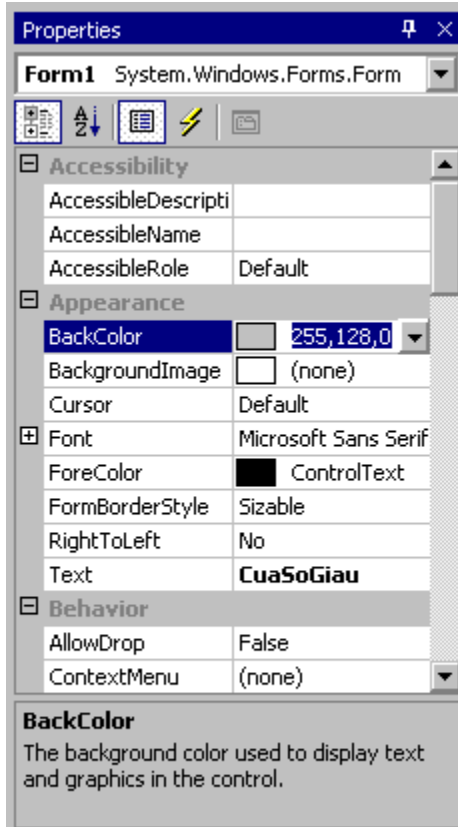 Properties
Form1 System.Windows.Forms.Form
Accessibility
AccessibleDescripti
AccessibleName
AccessibleRole Default
Appearance
BackColor 255,128,0
BackgroundImage (none)
Cursor Default
Font Microsoft Sans Serif
ForeColor ControlText
FormBorderStyle Sizable
RightToLeft No
Text CuaSoGiau
Behavior
AllowDrop False
ContextMenu (none)
BackColor
The background color used to display text
and graphics in the control.